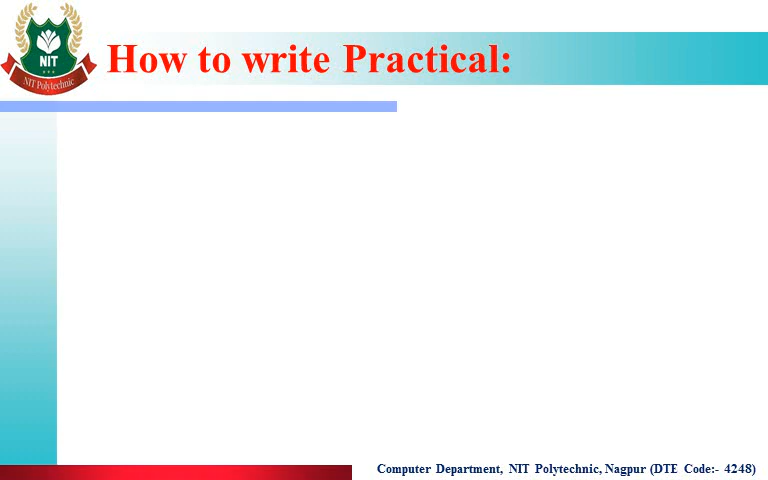 NIT
NIT Polytechnic
How to write Practical:
Computer Department, NIT Polytechnic, Nagpur (DTE Code:- 4248)